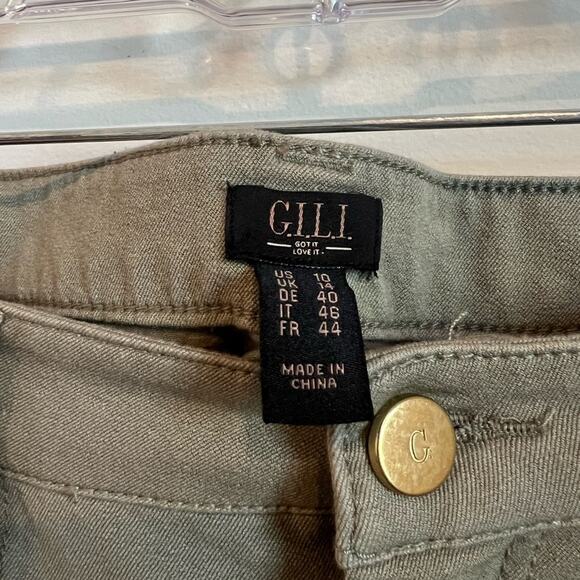 G.I.L.I.
GOT IT
LOVE IT.
US 10
UK 14
DE 40
IT 46
FR 44
MADE IN
CHINA
G